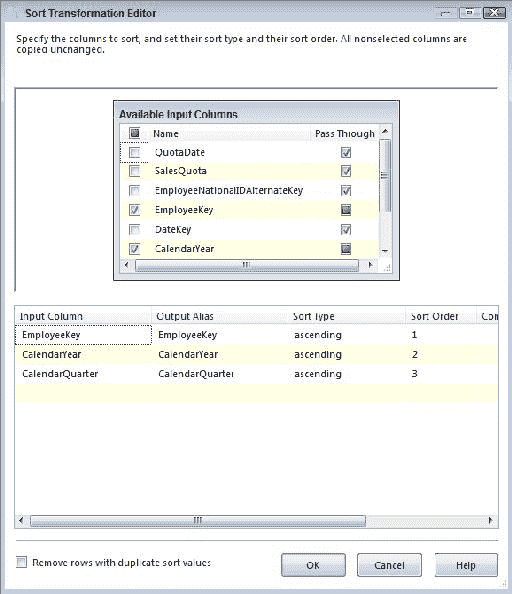 Sort Transformation Editor
Specify the columns to sort, and set their sort type and their sort order. All nonselected columns are
copied unchanged.
Available Input Columns
Name Pass Through
QuotaDate
SalesQuota
EmployeeNationalIDAlternateKey
EmployeeKey
DateKey
CalendarYear
Input Column Output Alias Sort Type Sort Order Com
EmployeeKey EmployeeKey ascending 1
CalendarYear CalendarYear ascending 2
CalendarQuarter CalendarQuarter ascending 3
Remove rows with duplicate sort values
OK Cancel Help